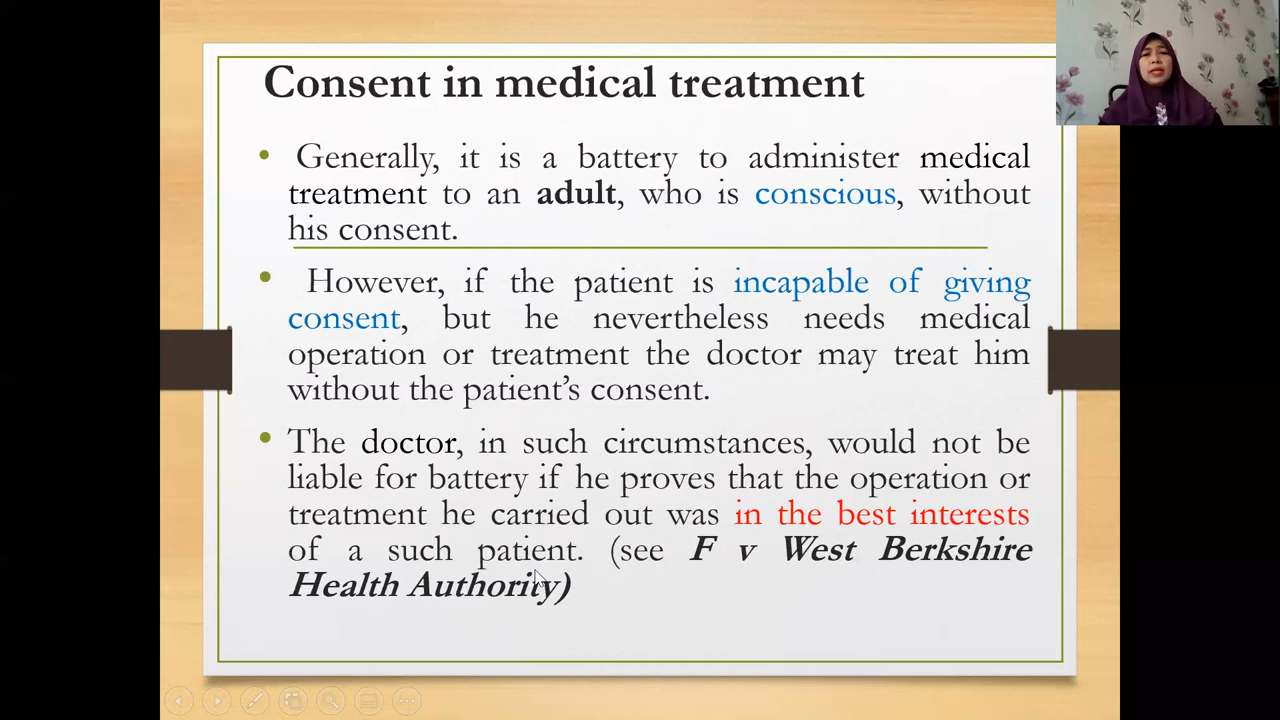 Consent in medical treatment
• Generally, it is a battery to administer medical
treatment to an adult, who is conscious, without
his consent.
• However, if the patient is incapable of giving
consent, but he nevertheless needs medical
operation or treatment the doctor may treat him
without the patient’s consent.
• The doctor, in such circumstances, would not be
liable for battery if he proves that the operation or
treatment he carried out was in the best interests
of a such patient. (see F v West Berkshire
Health Authority)